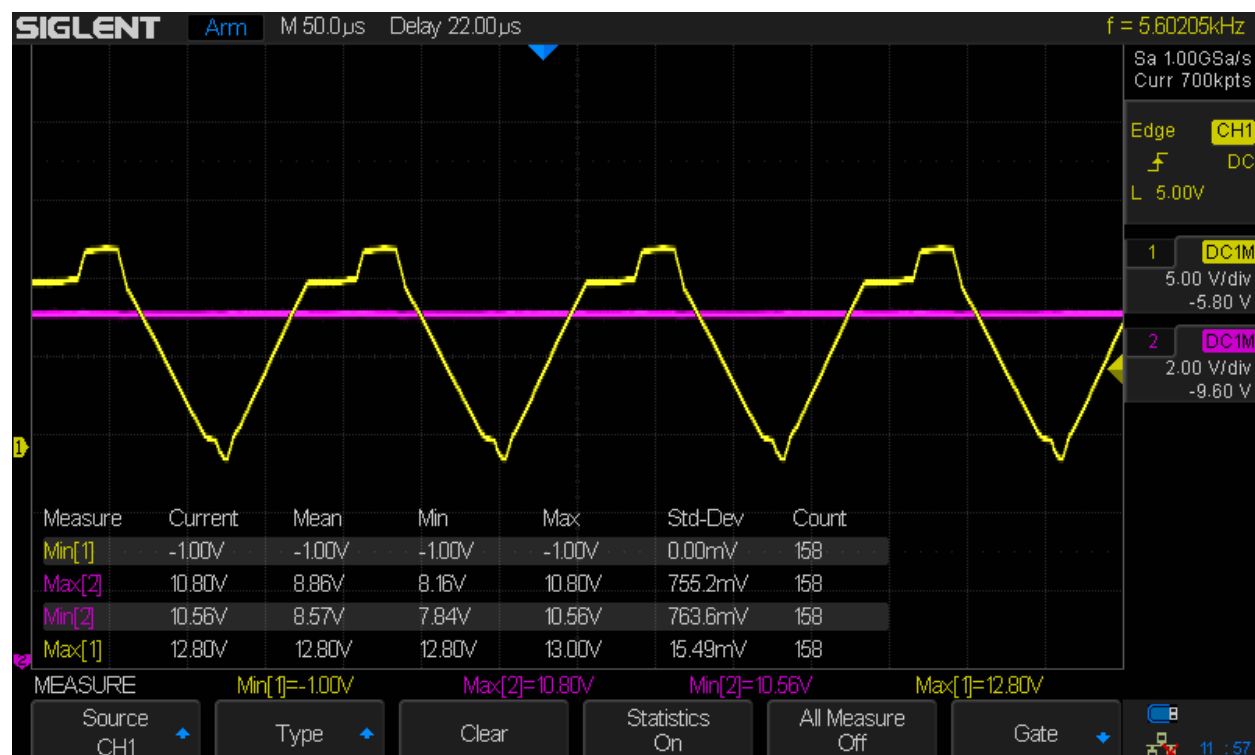 SIGLENT Arm M 50.0µs Delay 22.00µs f = 5.60205kHz
Sa 1.00GSa/s
Curr 700kpts
Edge CH1
DC
L 5.00V
1 DC1M
5.00 V/div
-5.80 V
2 DC1M
2.00 V/div
-9.60 V
1
2
Measure Current Mean Min Max Std-Dev Count
Min[1] -1.00V -1.00V -1.00V -1.00V 0.00mV 158
Max[2] 10.80V 8.86V 8.16V 10.80V 755.2mV 158
Min[2] 10.56V 8.57V 7.84V 10.56V 763.6mV 158
Max[1] 12.80V 12.80V 12.80V 13.00V 15.49mV 158
MEASURE Min[1]=-1.00V Max[2]=10.80V Min[2]=10.56V Max[1]=12.80V
Source
CH1
Type
Clear
Statistics
On
All Measure
Off
Gate
11 : 57